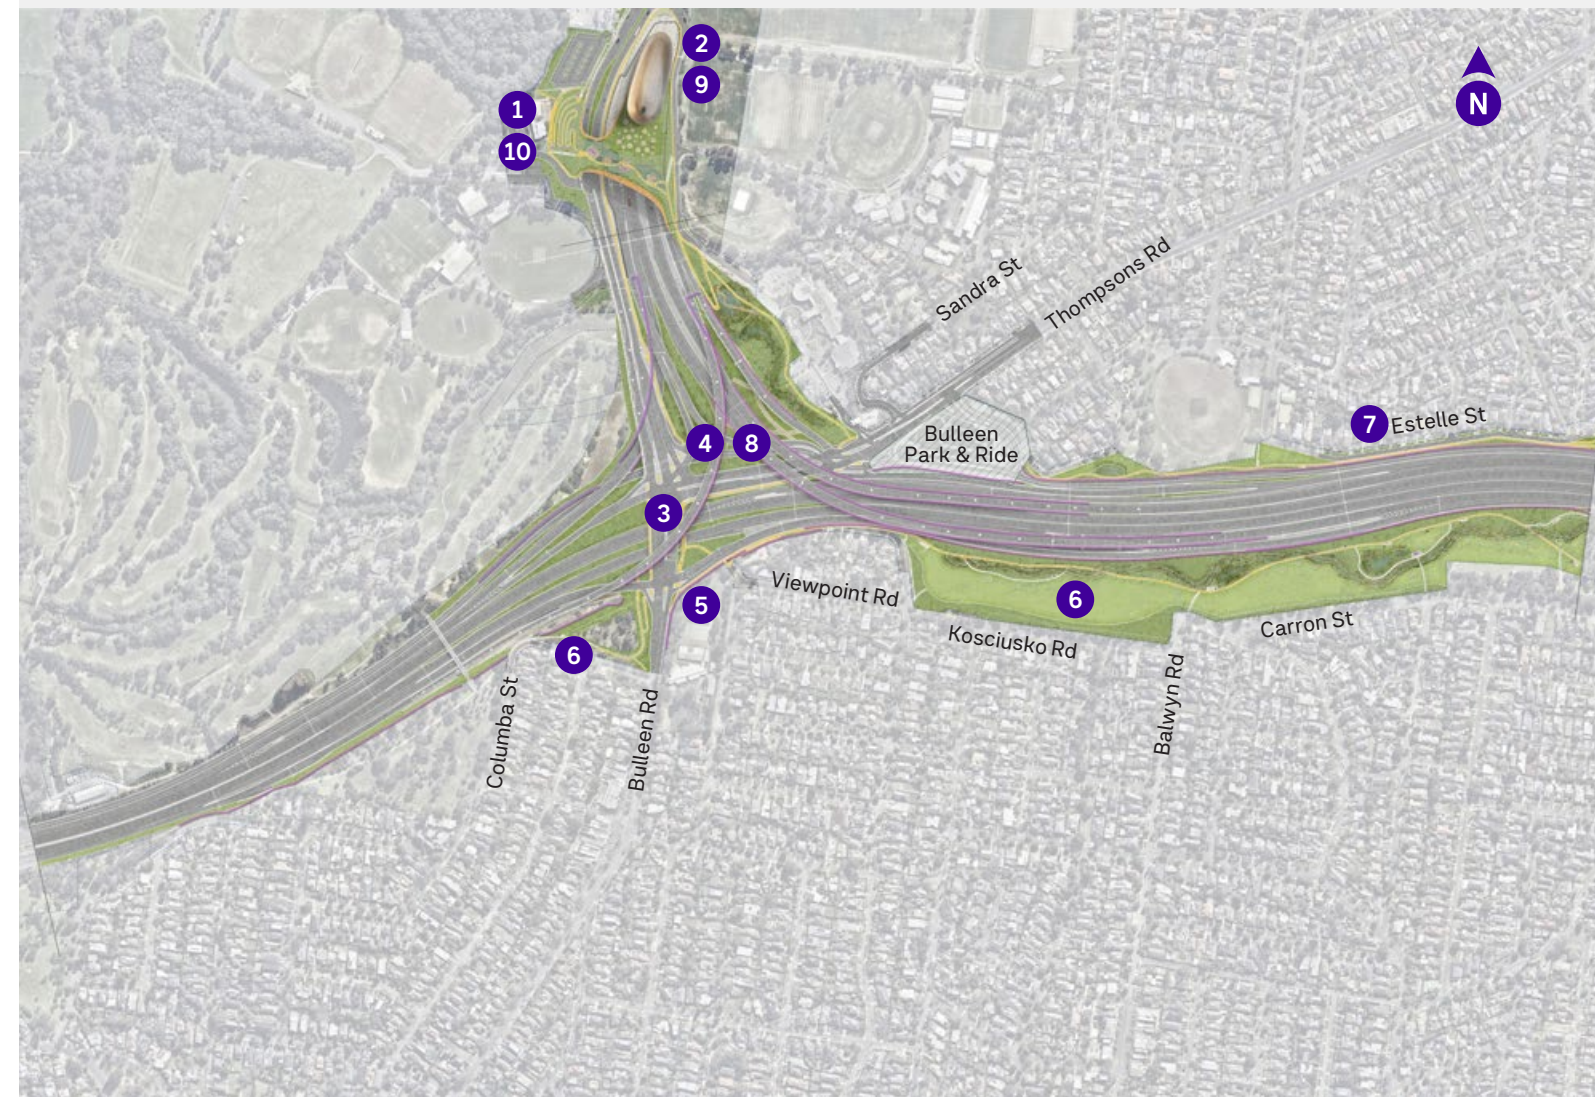 2
9
1
10
N
Sandra St
Thompsons Rd
7
Estelle St
Bulleen
Park & Ride
4
8
3
Viewpoint Rd
5
6
Kosciusko Rd
Carron St
6
Columba St
Bulleen Rd
Balwyn Rd